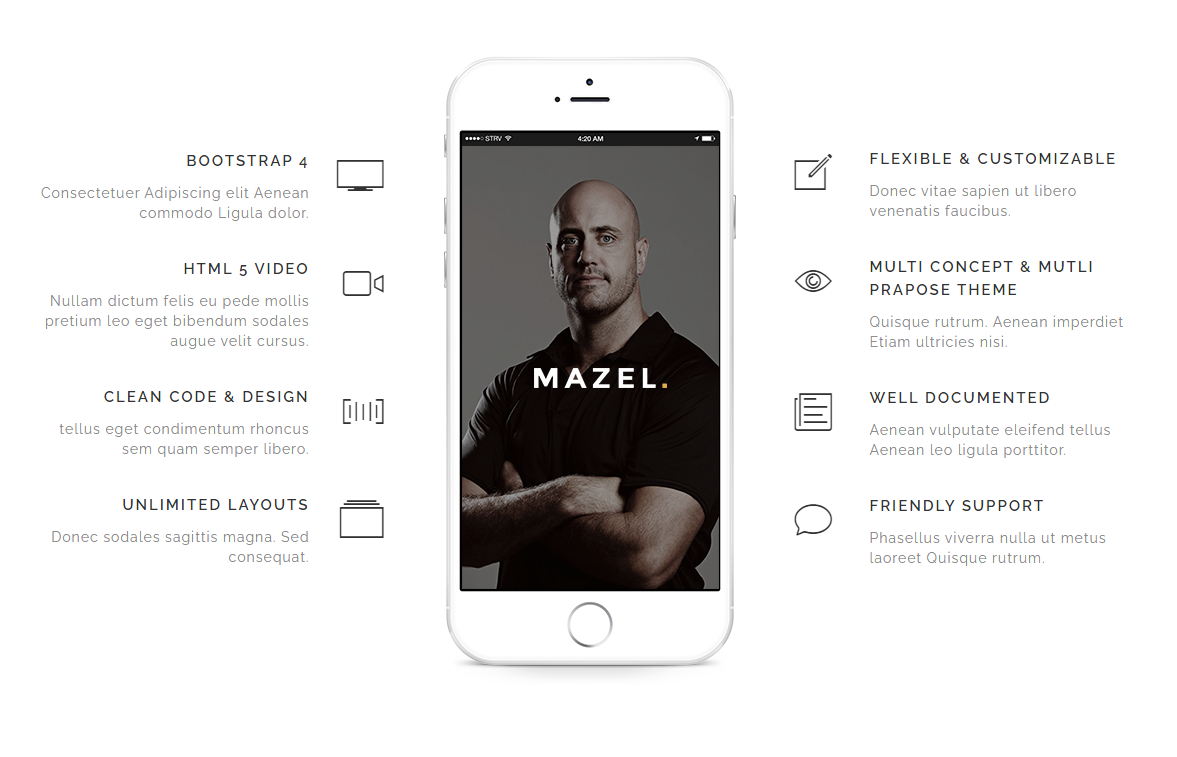 BOOTSTRAP 4
Consectetuer Adipiscing elit Aenean
commodo Ligula dolor.
HTML 5 VIDEO
Nullam dictum felis eu pede mollis
pretium leo eget bibendum sodales
augue velit cursus.
CLEAN CODE & DESIGN
tellus eget condimentum rhoncus
sem quam semper libero.
UNLIMITED LAYOUTS
Donec sodales sagittis magna. Sed
consequat.
STRV 4:20 AM
MAZEL.
FLEXIBLE & CUSTOMIZABLE
Donec vitae sapien ut libero
venenatis faucibus.
MULTI CONCEPT & MUTLI
PRAPOSE THEME
Quisque rutrum. Aenean imperdiet
Etiam ultricies nisi.
WELL DOCUMENTED
Aenean vulputate eleifend tellus
Aenean leo ligula porttitor.
FRIENDLY SUPPORT
Phasellus viverra nulla ut metus
laoreet Quisque rutrum.